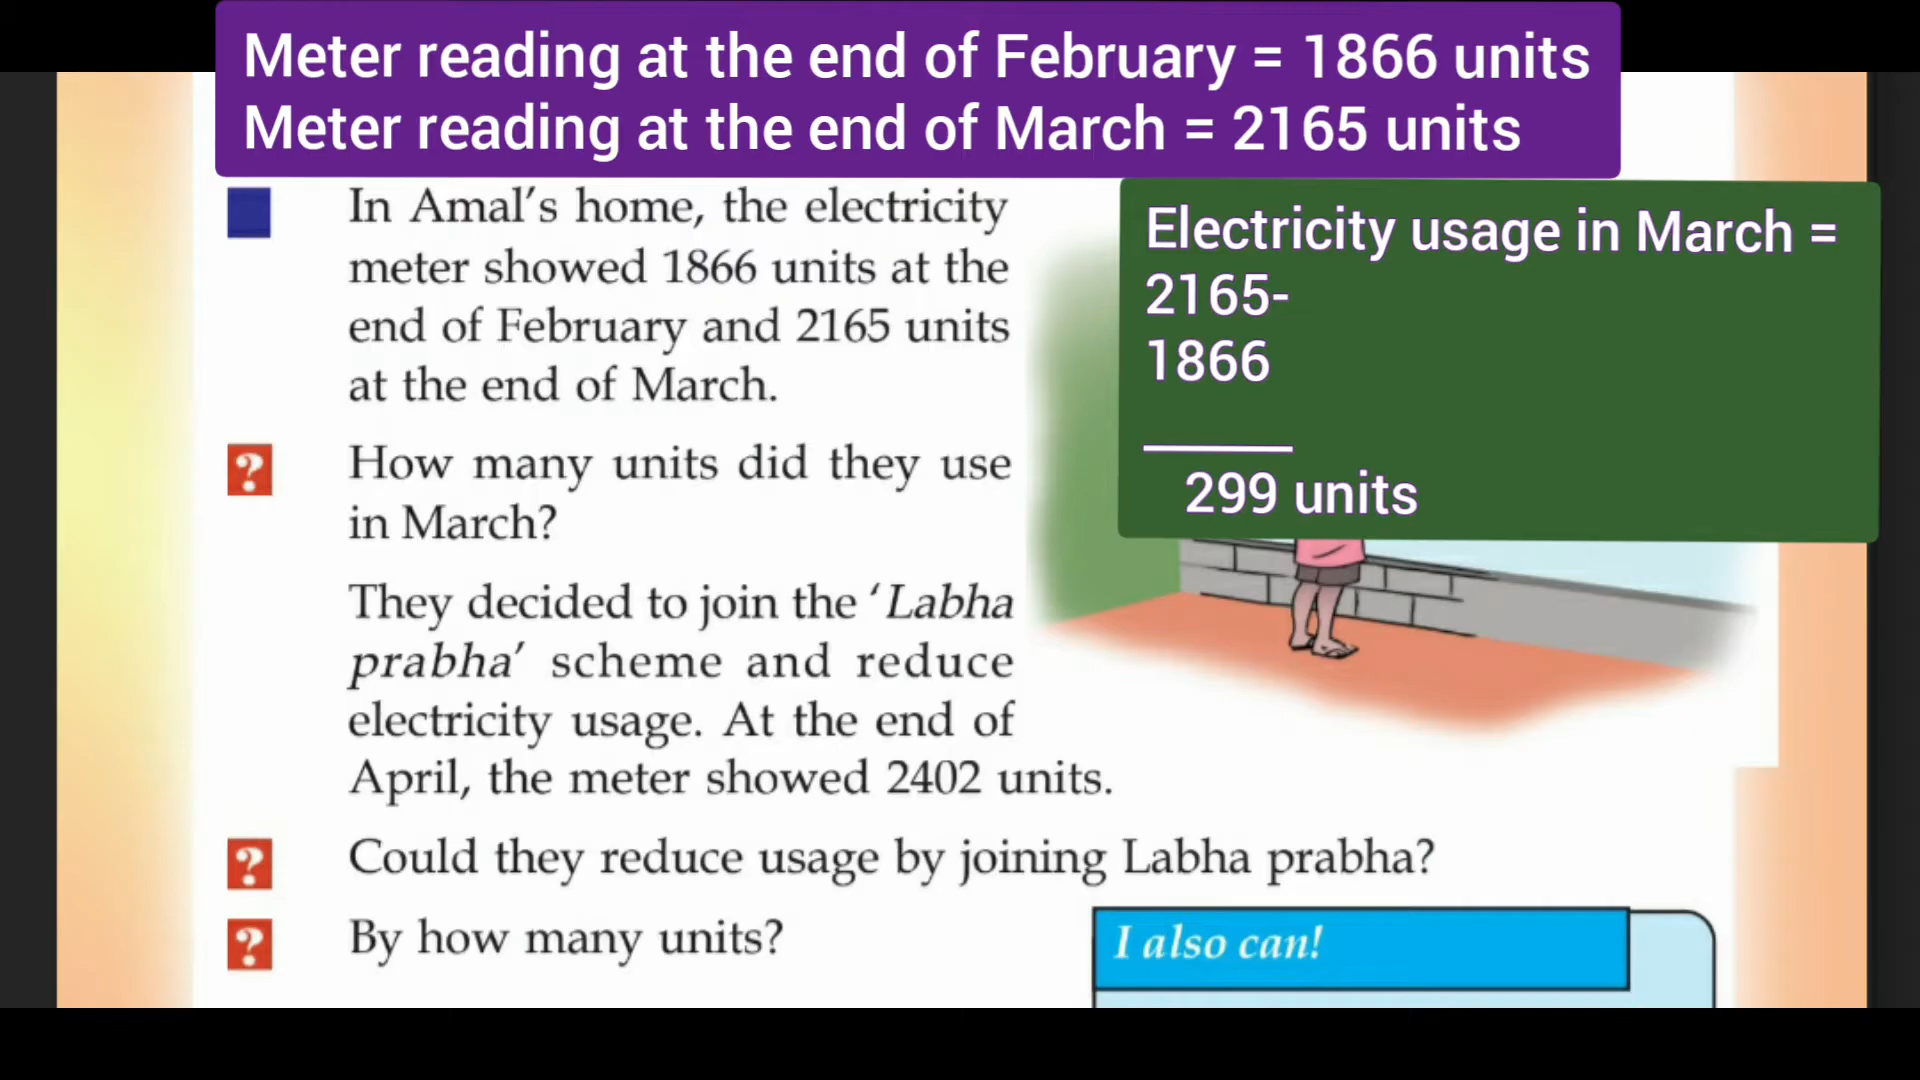 Meter reading at the end of February = 1866 units
Meter reading at the end of March = 2165 units
In Amal's home, the electricity
meter showed 1866 units at the
end of February and 2165 units
at the end of March.
Electricity usage in March =
2165-
1866
299 units
?
How many units did they use
in March?
They decided to join the ‘Labha
prabha’ scheme and reduce
electricity usage. At the end of
April, the meter showed 2402 units.
?
Could they reduce usage by joining Labha prabha?
?
By how many units?
I also can!